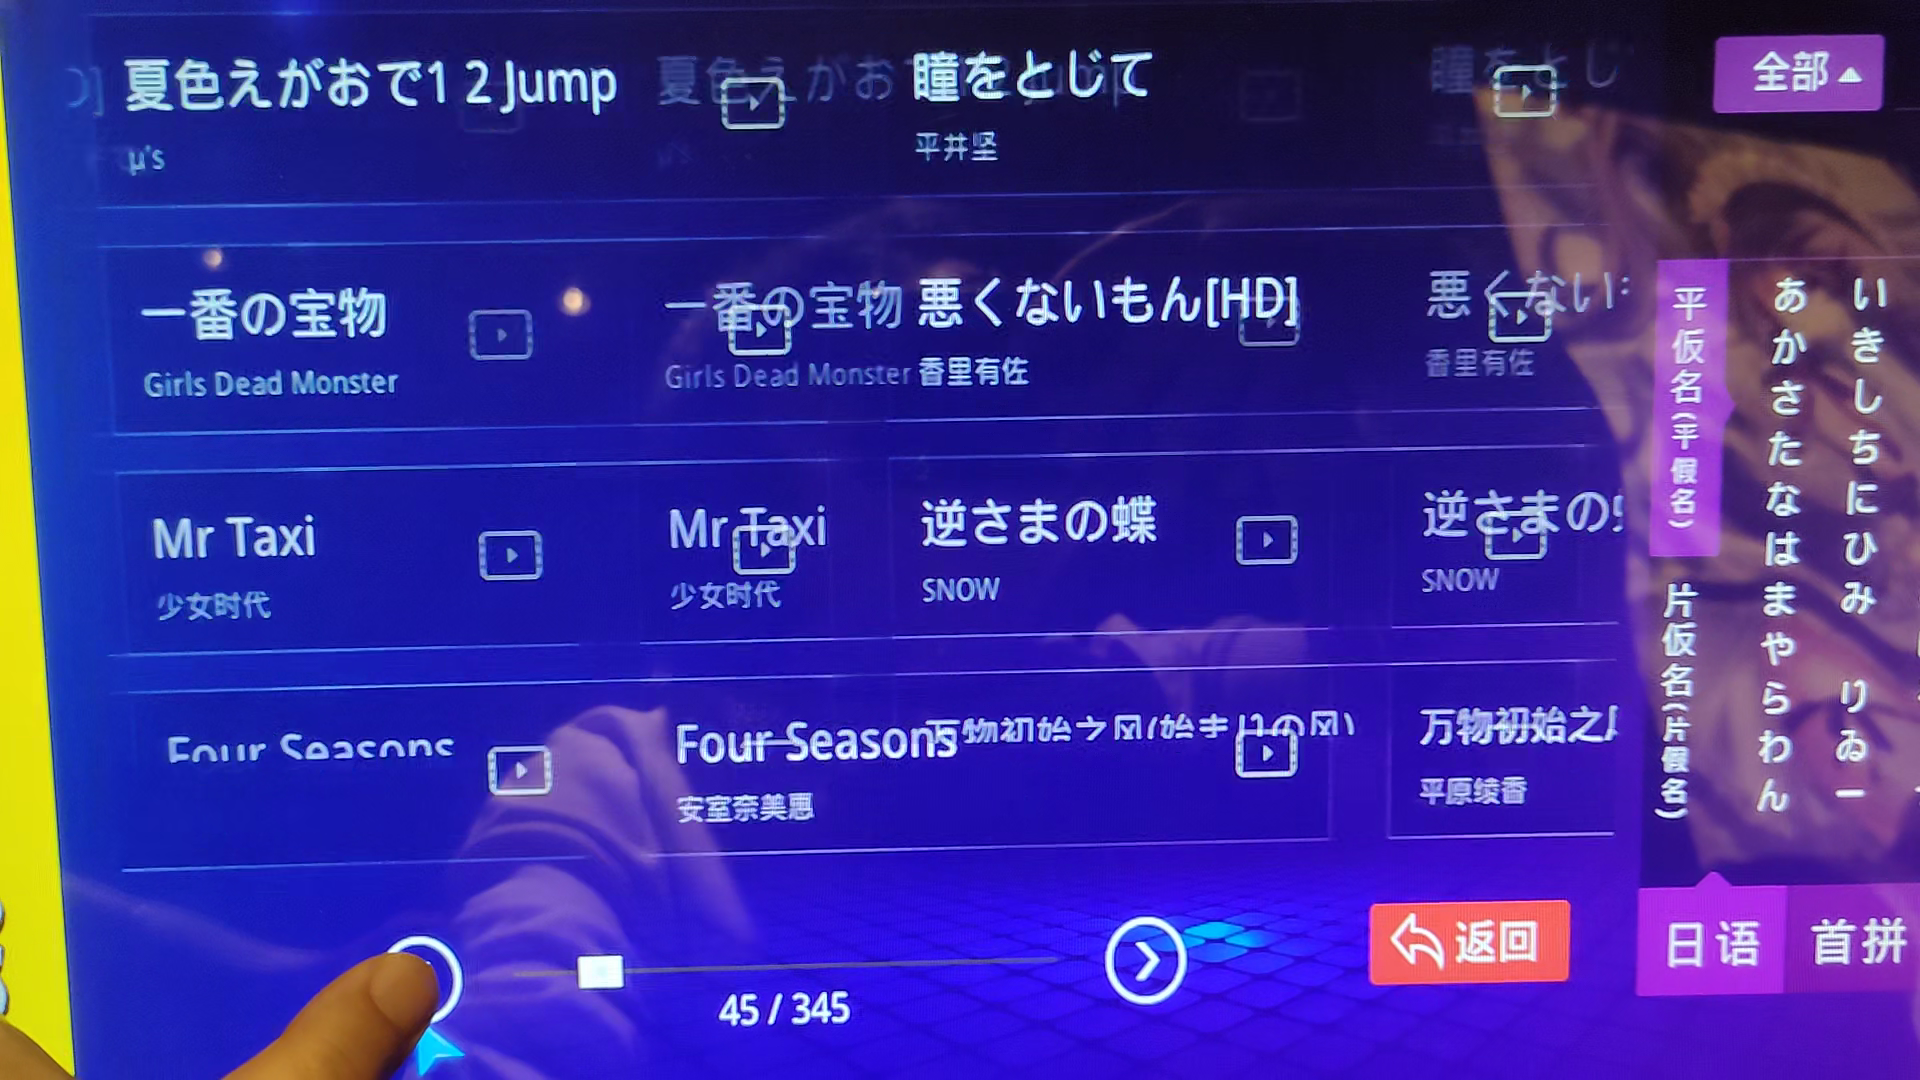 夏色えがおで1 2 Jump
μ's
夏色えがお
瞳をとじて
平井坚
瞳をとじ
全部
一番の宝物
Girls Dead Monster
一番の宝物
Girls Dead Monster
悪くないもん[HD]
香里有佐
悪くない
香里有佐
Mr Taxi
少女时代
Mr Taxi
少女时代
逆さまの蝶
SNOW
逆さまの
SNOW
Four Seasons
Four Seasons
安室奈美恵
万物初始之风(始まりの风)
万物初始之
平原绫香
平仮名(平假名)
片仮名(片假名)
あかさたなはまやらわん
いきしちにひみ りゐー
45 / 345
返回
日语
首拼